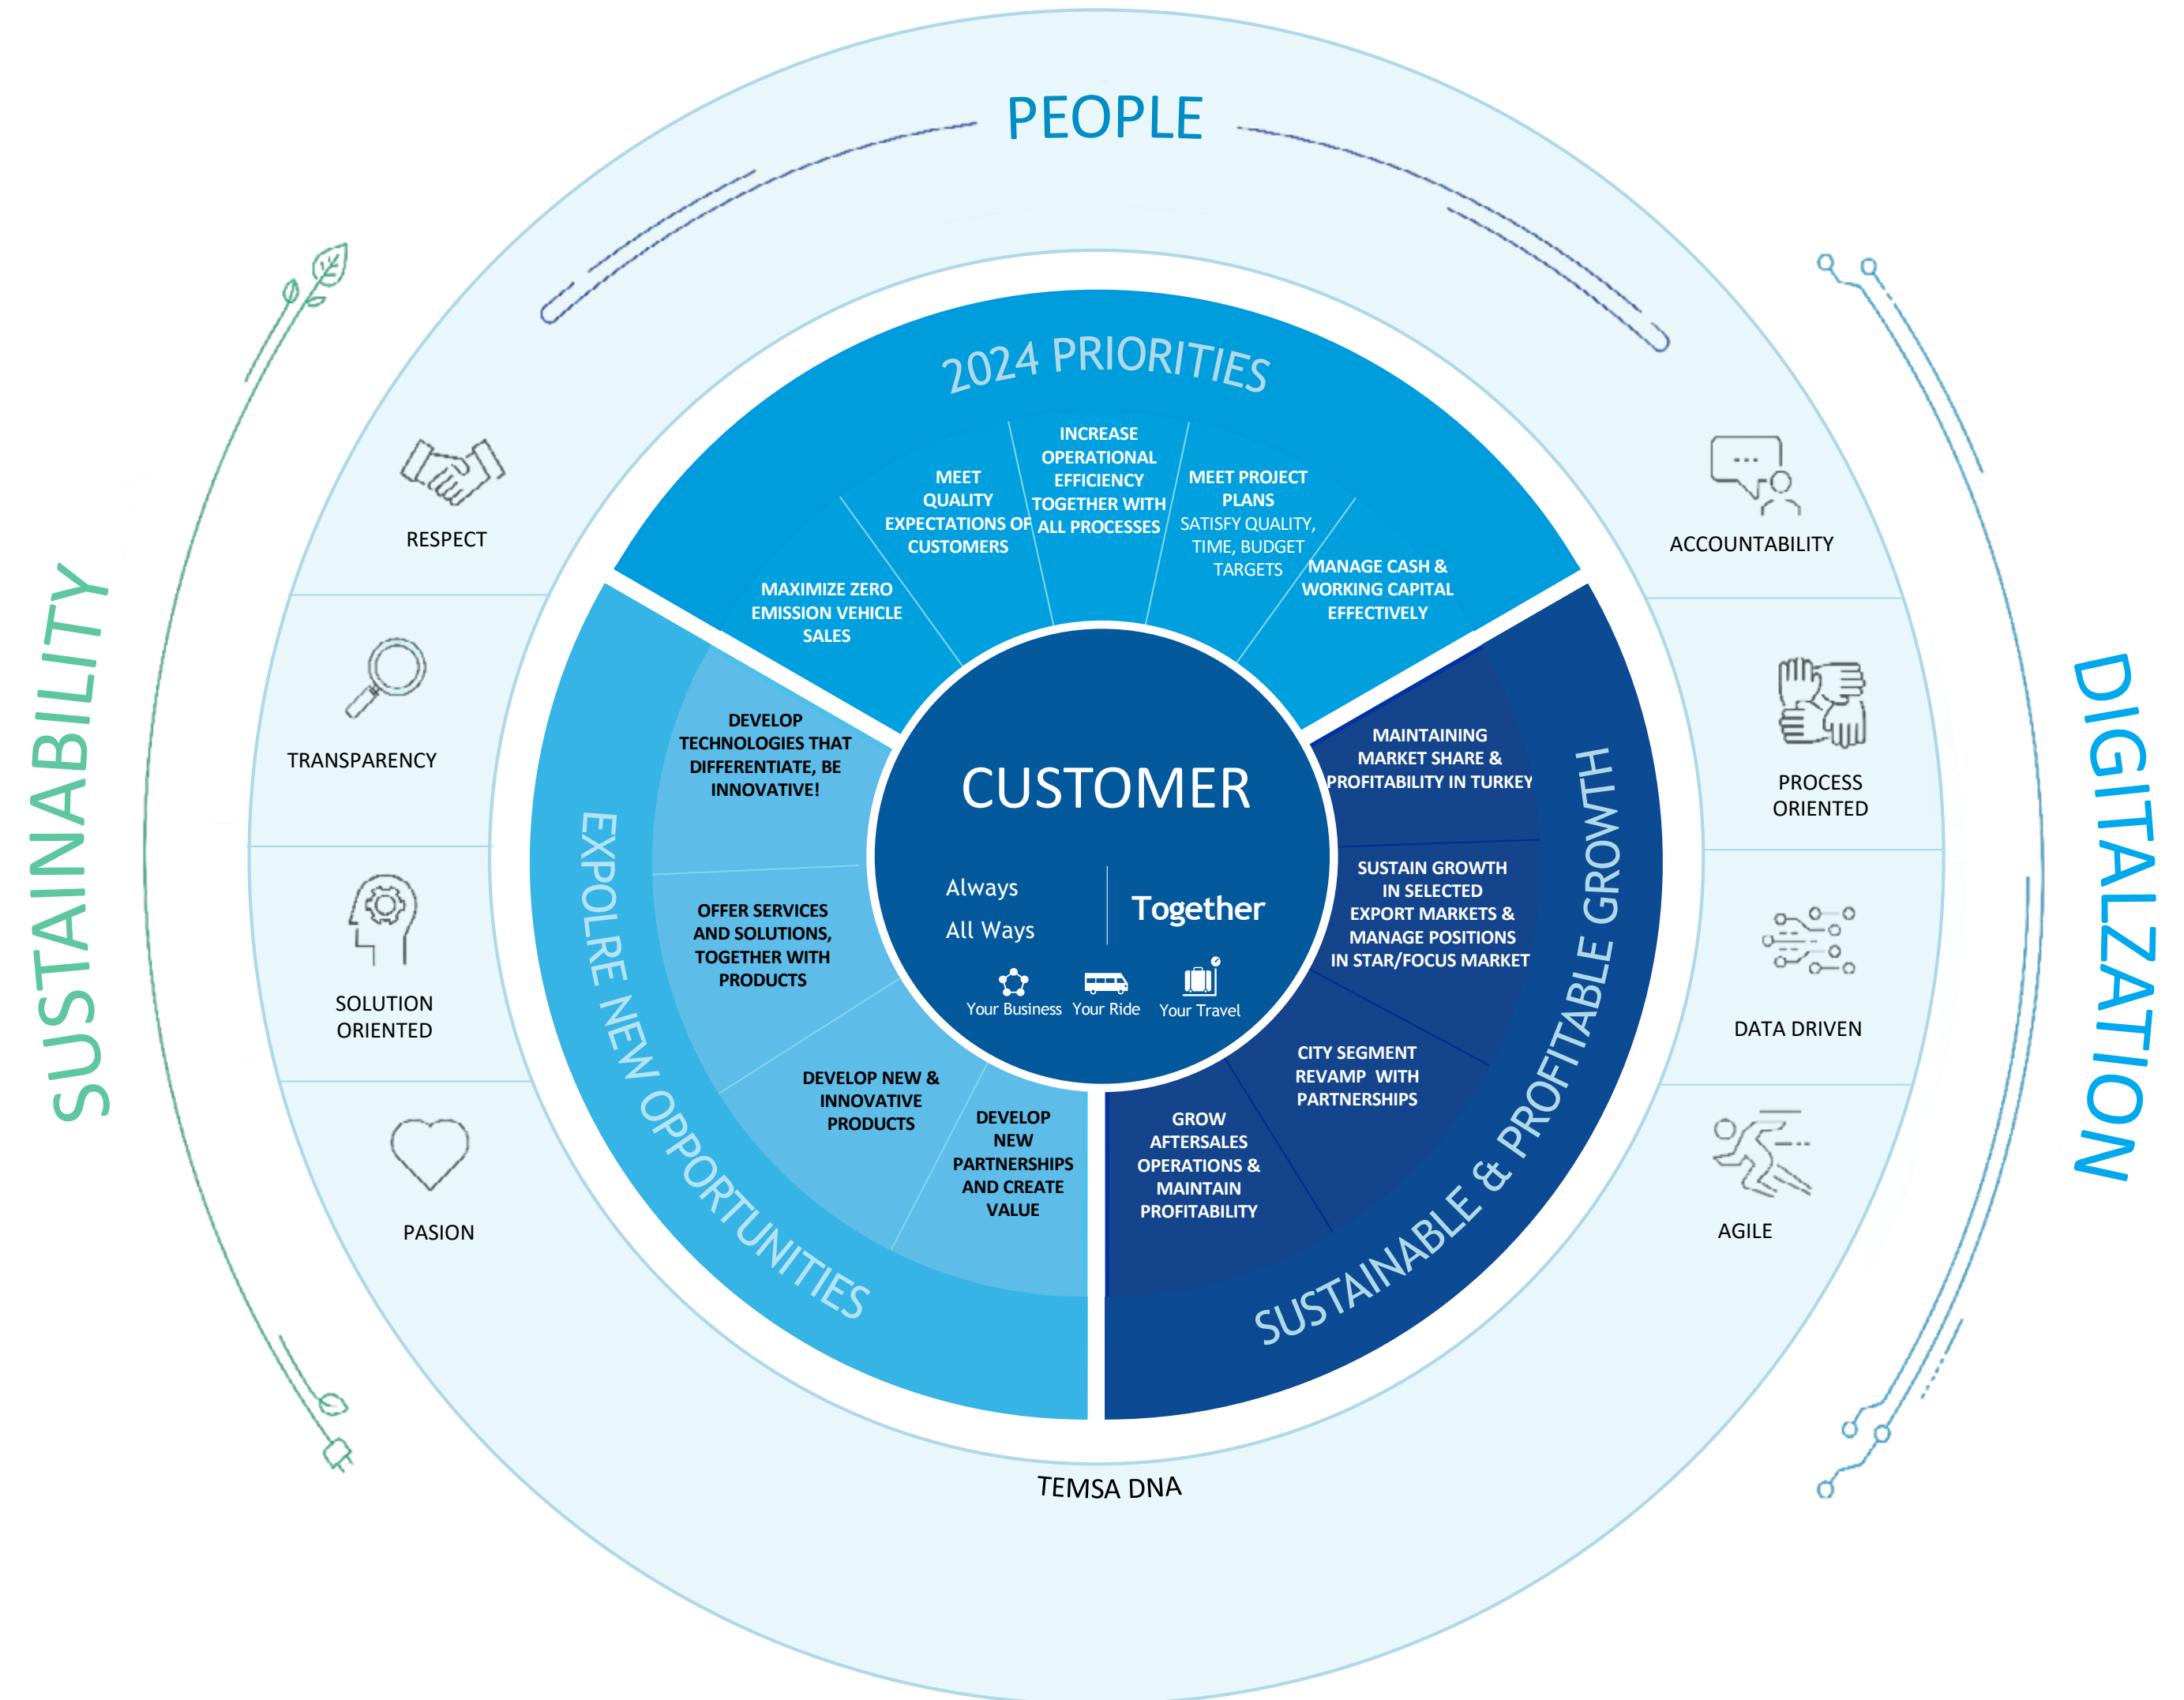 PEOPLE
SUSTAINABILITY
DIGITALZATION
RESPECT
TRANSPARENCY
SOLUTION
ORIENTED
PASION
2024 PRIORITIES
MAXIMIZE ZERO
EMISSION VEHICLE
SALES
MEET
QUALITY
EXPECTATIONS OF
CUSTOMERS
INCREASE
OPERATIONAL
EFFICIENCY
TOGETHER WITH
ALL PROCESSES
MEET PROJECT
PLANS
SATISFY QUALITY,
TIME, BUDGET
TARGETS
MANAGE CASH &
WORKING CAPITAL
EFFECTIVELY
EXPOLRE NEW OPPORTUNITIES
DEVELOP
TECHNOLOGIES THAT
DIFFERENTIATE, BE
INNOVATIVE!
OFFER SERVICES
AND SOLUTIONS,
TOGETHER WITH
PRODUCTS
DEVELOP NEW &
INNOVATIVE
PRODUCTS
DEVELOP
NEW
PARTNERSHIPS
AND CREATE
VALUE
CUSTOMER
Always
All Ways
Together
Your Business
Your Ride
Your Travel
SUSTAINABLE & PROFITABLE GROWTH
MAINTAINING
MARKET SHARE &
PROFITABILITY IN TURKEY
SUSTAIN GROWTH
IN SELECTED
EXPORT MARKETS &
MANAGE POSITIONS
IN STAR/FOCUS MARKET
CITY SEGMENT
REVAMP WITH
PARTNERSHIPS
GROW
AFTERSALES
OPERATIONS &
MAINTAIN
PROFITABILITY
ACCOUNTABILITY
PROCESS
ORIENTED
DATA DRIVEN
AGILE
TEMSA DNA